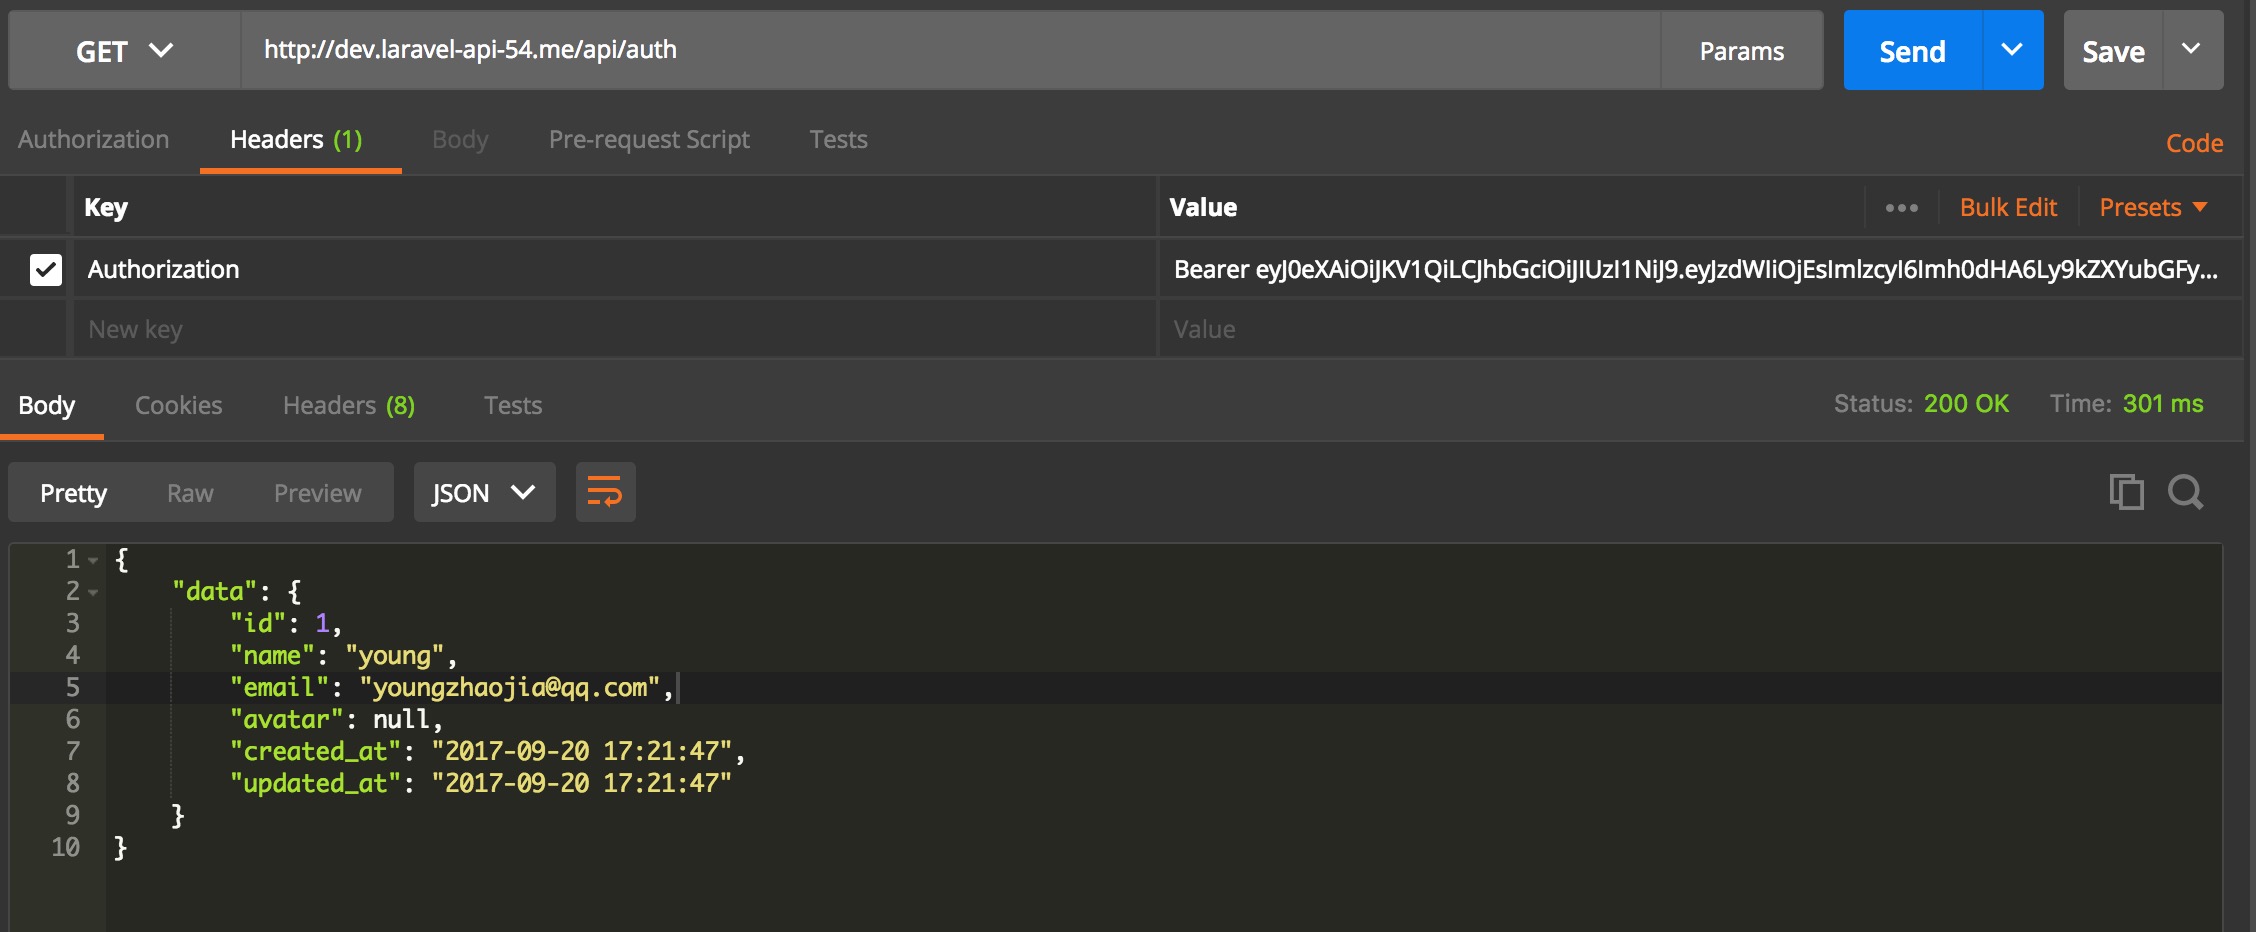 GET http://dev.laravel-api-54.me/api/auth Params Send Save
Authorization Headers (1) Body Pre-request Script Tests Code
Key Value ••• Bulk Edit Presets
Authorization Bearer eyJ0eXAiOiJKV1QiLCJhbGciOiJIUzI1NiJ9.eyJzdWIiOjEsImlzcyI6Imh0dHA6Ly9kZXYubGFy...
New key Value
Body Cookies Headers (8) Tests Status: 200 OK Time: 301 ms
Pretty Raw Preview JSON
1 {
2 "data": {
3 "id": 1,
4 "name": "young",
5 "email": "youngzhaojia@qq.com",
6 "avatar": null,
7 "created_at": "2017-09-20 17:21:47",
8 "updated_at": "2017-09-20 17:21:47"
9 }
10 }